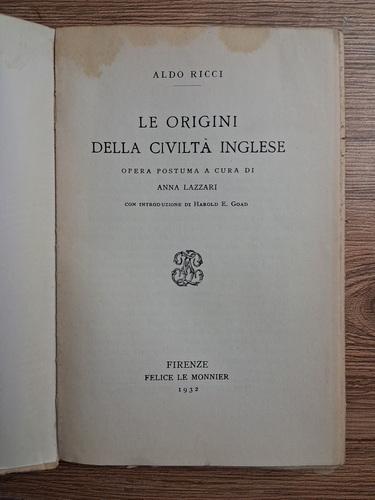 ALDO RICCI
LE ORIGINI
DELLA CIVILTÀ INGLESE
OPERA POSTUMA A CURA DI
ANNA LAZZARI
CON INTRODUZIONE DI HAROLD E. GOAD
FIRENZE
FELICE LE MONNIER
1932